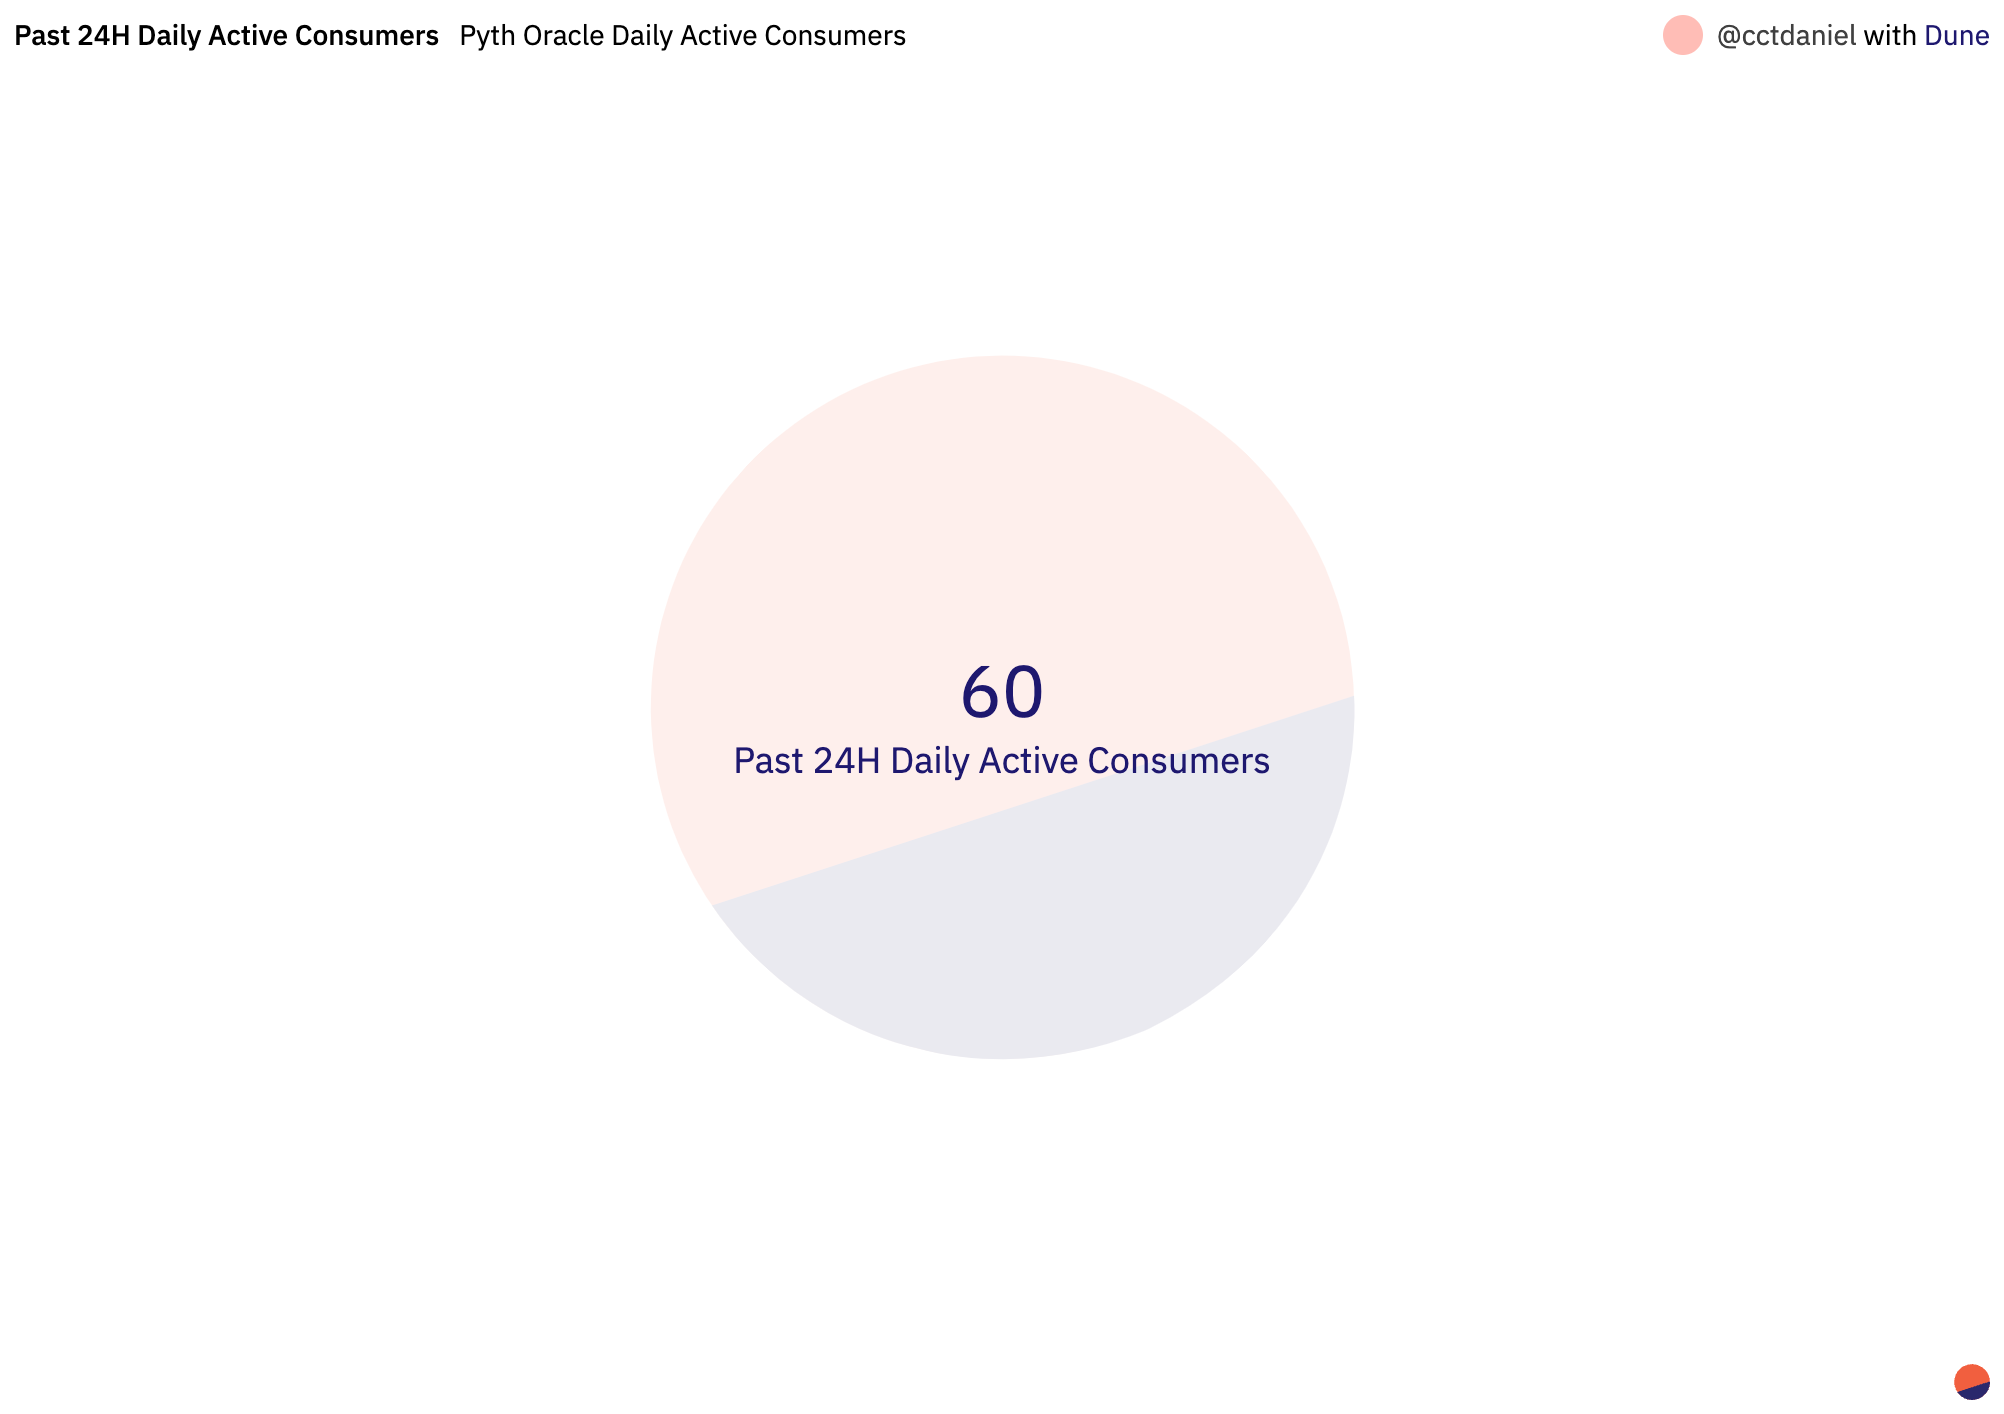 Past 24H Daily Active Consumers Pyth Oracle Daily Active Consumers
@cctdaniel with Dune
60
Past 24H Daily Active Consumers